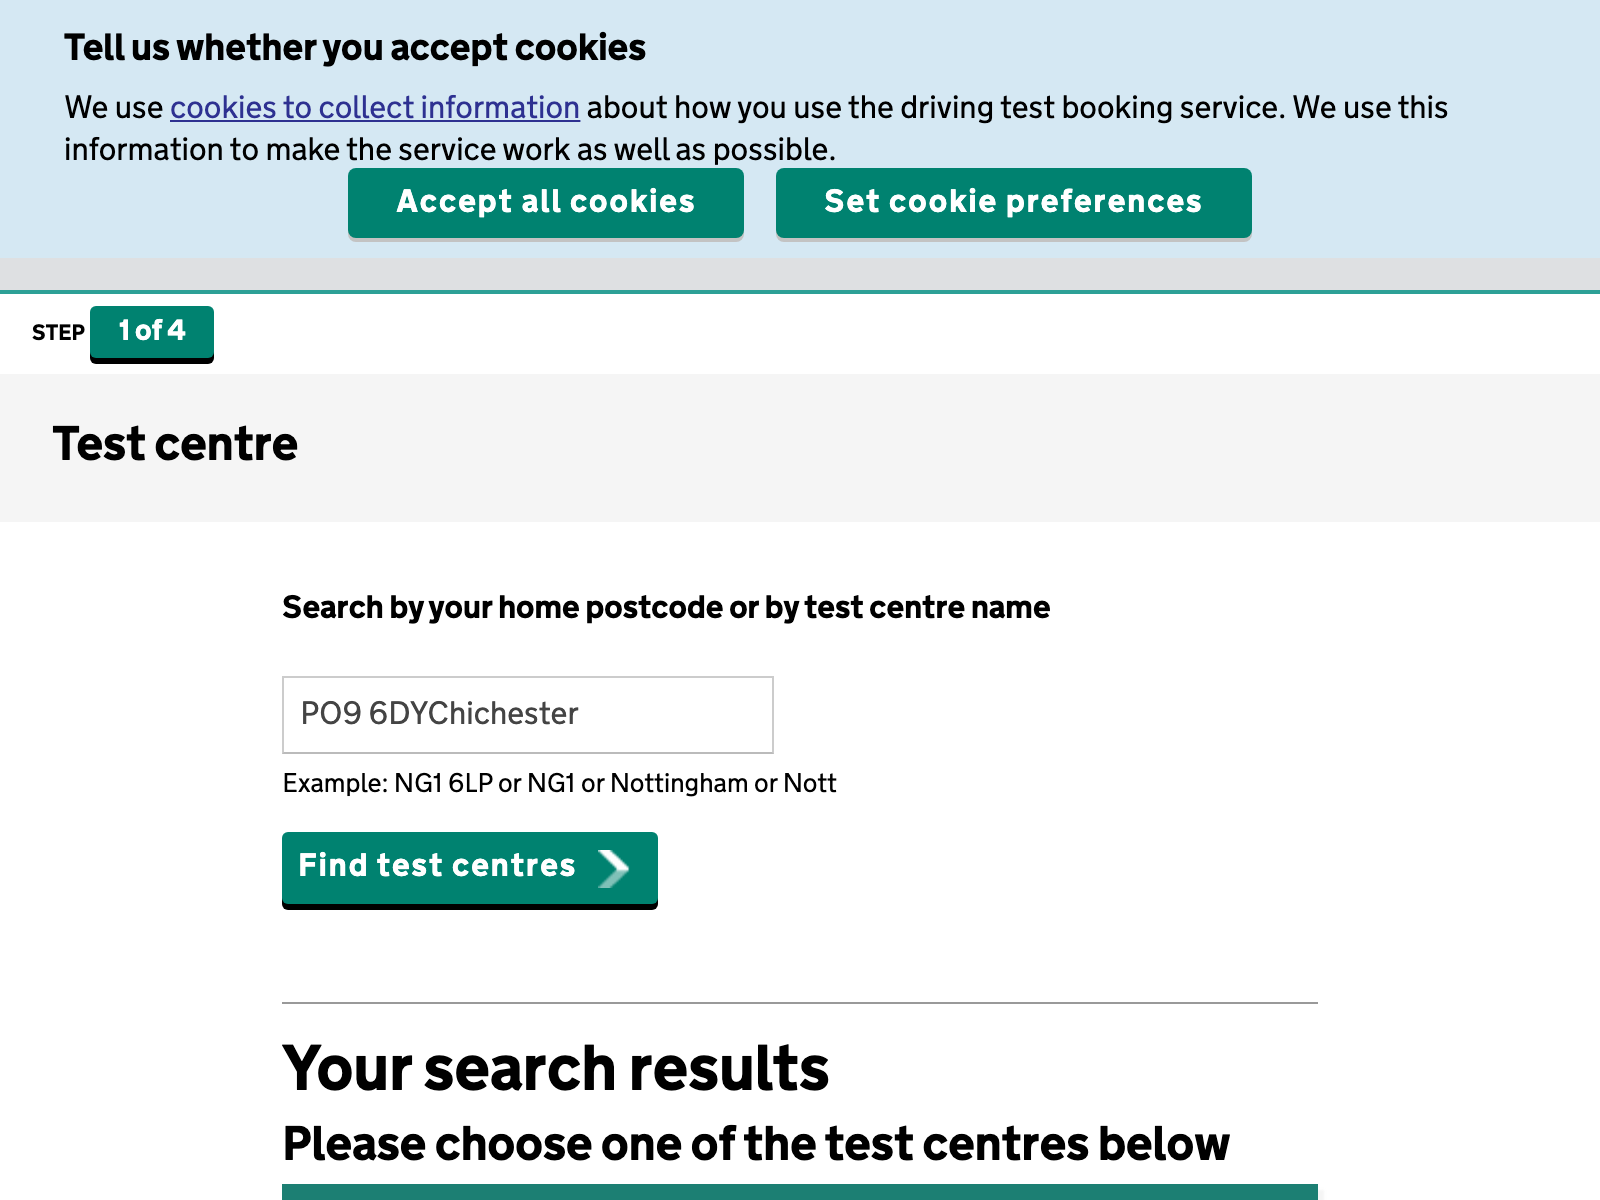 Tell us whether you accept cookies
We use cookies to collect information about how you use the driving test booking service. We use this
information to make the service work as well as possible.
Accept all cookies
Set cookie preferences
STEP 1 of 4
Test centre
Search by your home postcode or by test centre name
PO9 6DYChichester
Example: NG1 6LP or NG1 or Nottingham or Nott
Find test centres
Your search results
Please choose one of the test centres below